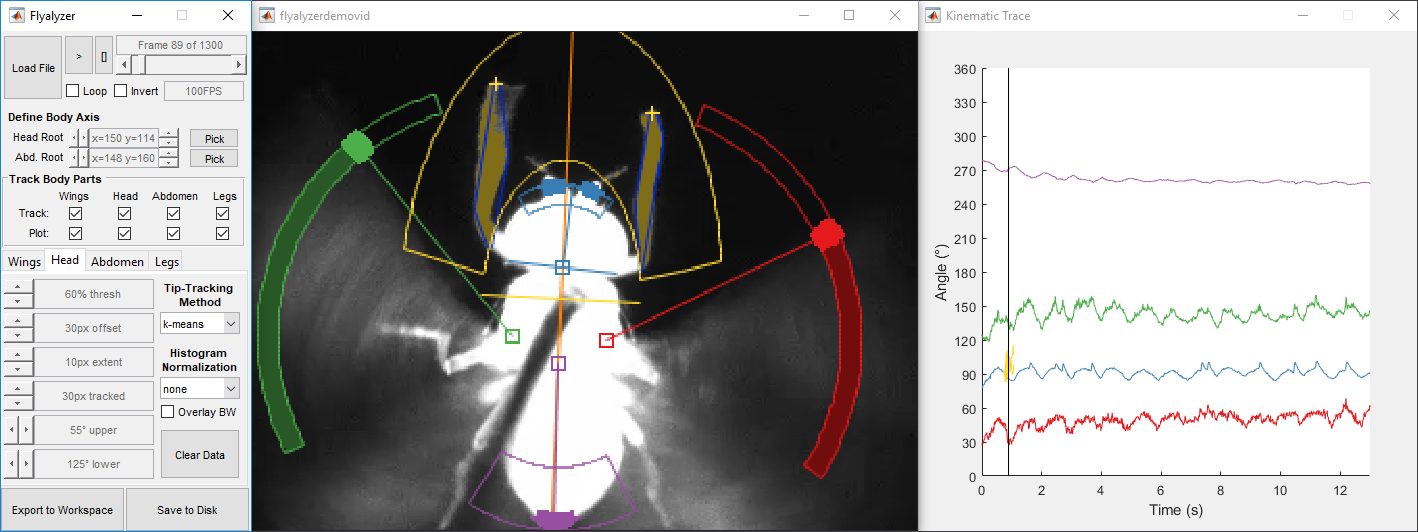 Flyalyzer
Load File
>
[]
Frame 89 of 1300
Loop
Invert
100FPS
Define Body Axis
Head Root
x=150 y=114
Pick
Abd. Root
x=148 y=160
Pick
Track Body Parts
Wings Head Abdomen Legs
Track:
Plot:
Wings Head Abdomen Legs
60% thresh
30px offset
10px extent
30px tracked
55° upper
125° lower
Tip-Tracking
Method
k-means
Histogram
Normalization
none
Overlay BW
Clear Data
Export to Workspace
Save to Disk
flyalyzerdemovid
Kinematic Trace
Angle (°)
360
330
300
270
240
210
180
150
120
90
60
30
0
0 2 4 6 8 10 12
Time (s)